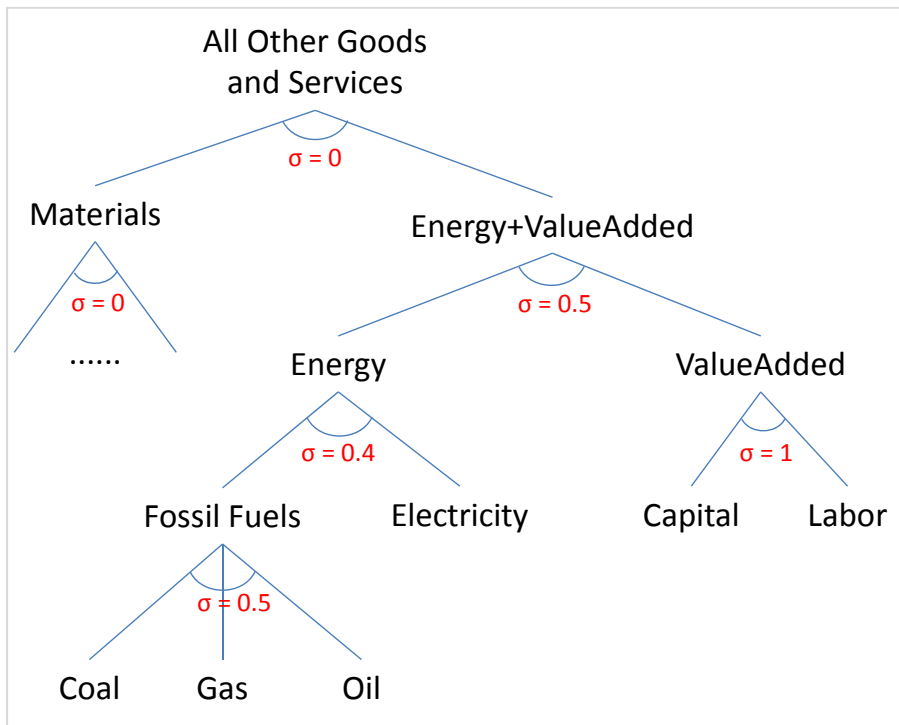 All Other Goods
and Services
σ = 0
Materials
Energy+ValueAdded
σ = 0
σ = 0.5
......
Energy
ValueAdded
σ = 0.4
σ = 1
Fossil Fuels
Electricity
Capital
Labor
σ = 0.5
Coal
Gas
Oil